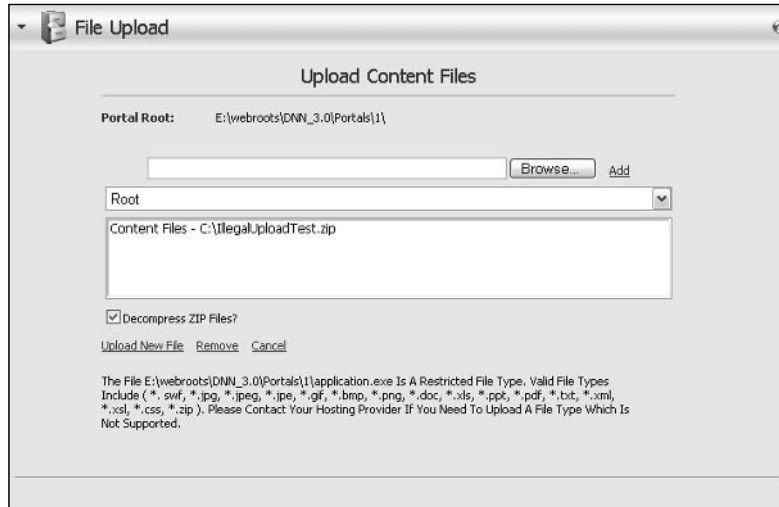 File Upload
Upload Content Files
Portal Root: E:\webroots\DNN_3.0\Portals\1\
Browse... Add
Root
Content Files - C:\IlegalUploadTest.zip
Decompress ZIP Files?
Upload New File Remove Cancel
The File E:\webroots\DNN_3.0\Portals\1\application.exe Is A Restricted File Type. Valid File Types
Include ( *. swf, *.jpg, *.jpeg, *.jpe, *.gif, *.bmp, *.png, *.doc, *.xls, *.ppt, *.pdf, *.txt, *.xml,
*.xsl, *.css, *.zip ). Please Contact Your Hosting Provider If You Need To Upload A File Type Which Is
Not Supported.